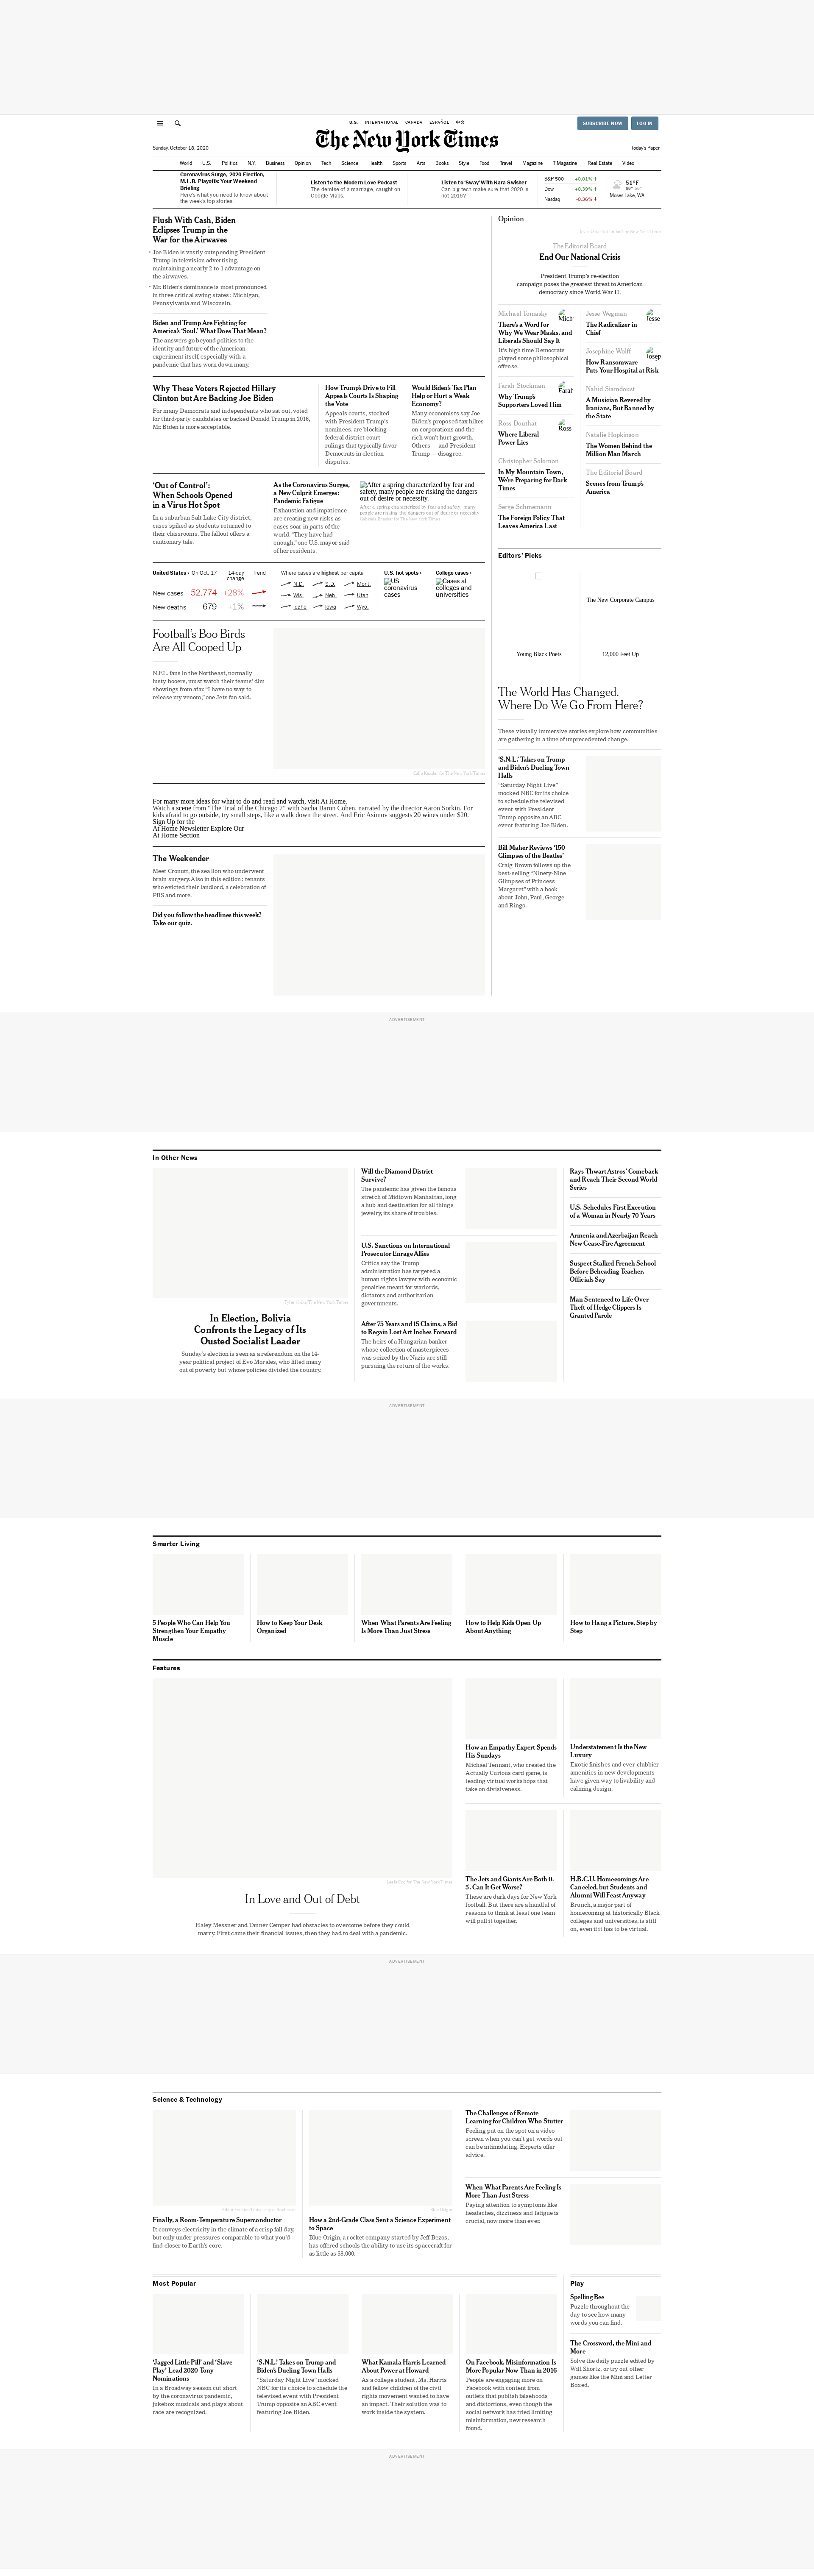 U.S.
INTERNATIONAL
CANADA
ESPAÑOL
中文
SUBSCRIBE NOW
LOG IN
The New York Times
Sunday, October 18, 2020
Today's Paper
World U.S. Politics N.Y. Business Opinion Tech Science Health Sports Arts Books Style Food Travel Magazine T Magazine Real Estate Video
Coronavirus Surge, 2020 Election,
M.L.B. Playoffs: Your Weekend
Briefing
Here's what you need to know about
the week's top stories.
Listen to the Modern Love Podcast
The demise of a marriage, caught on
Google Maps.
Listen to 'Sway' With Kara Swisher
Can big tech make sure that 2020 is
not 2016?
S&P 500 +0.01% ↑
Dow +0.39% ↑
Nasdaq -0.36% ↓
51°F
Moses Lake, WA
Flush With Cash, Biden
Eclipses Trump in the
War for the Airwaves
• Joe Biden is vastly outspending President
Trump in television advertising,
maintaining a nearly 2-to-1 advantage on
the airwaves.
• Mr. Biden's dominance is most pronounced
in three critical swing states: Michigan,
Pennsylvania and Wisconsin.
Biden and Trump Are Fighting for
America's 'Soul.' What Does That Mean?
The answers go beyond politics to the
identity and future of the American
experiment itself, especially with a
pandemic that has worn down many.
Why These Voters Rejected Hillary
Clinton but Are Backing Joe Biden
For many Democrats and independents who sat out, voted
for third-party candidates or backed Donald Trump in 2016,
Mr. Biden is more acceptable.
How Trump's Drive to Fill
Appeals Courts Is Shaping
the Vote
Appeals courts, stocked
with President Trump's
nominees, are blocking
federal district court
rulings that typically favor
Democrats in election
disputes.
Would Biden's Tax Plan
Help or Hurt a Weak
Economy?
Many economists say Joe
Biden's proposed tax hikes
on corporations and the
rich won't hurt growth.
Others — and President
Trump — disagree.
'Out of Control':
When Schools Opened
in a Virus Hot Spot
In a suburban Salt Lake City district,
cases spiked as students returned to
their classrooms. The fallout offers a
cautionary tale.
As the Coronavirus Surges,
a New Culprit Emerges:
Pandemic Fatigue
Exhaustion and impatience
are creating new risks as
cases soar in parts of the
world. "They have had
enough," one U.S. mayor said
of her residents.
After a spring characterized by fear and
safety, many people are risking the dangers
out of desire or necessity.
After a spring characterized by fear and safety, many
people are risking the dangers out of desire or necessity.
United States › On Oct. 17 14-day
change Trend
New cases 52,774 +28%
New deaths 679 +1%
Where cases are highest per capita
N.D. S.D. Mont.
Wis. Neb. Utah
Idaho Iowa Wyo.
U.S. hot spots ›
US
coronavirus
cases
College cases ›
Cases at
colleges and
universities
Football's Boo Birds
Are All Cooped Up
N.F.L. fans in the Northeast, normally
lusty booers, must watch their teams' dim
showings from afar. "I have no way to
release my venom," one Jets fan said.
For many more ideas for what to do and read and watch, visit At Home.
Watch a scene from "The Trial of the Chicago 7" with Sacha Baron Cohen, narrated by the director Aaron Sorkin. For
kids afraid to go outside, try small steps, like a walk down the street. And Eric Asimov suggests 20 wines under $20.
Sign Up for the
At Home Newsletter Explore Our
At Home Section
The Weekender
Meet Cronutt, the sea lion who underwent
brain surgery. Also in this edition: tenants
who evicted their landlord, a celebration of
PBS and more.
Did you follow the headlines this week?
Take our quiz.
Opinion
The Editorial Board
End Our National Crisis
President Trump's re-election
campaign poses the greatest threat to American
democracy since World War II.
Michael Tomasky
Mich
There's a Word for
Why We Wear Masks, and
Liberals Should Say It
It's high time Democrats
played some philosophical
offense.
Farah Stockman
Farah
Why Trump's
Supporters Loved Him
Ross Douthat
Ross
Where Liberal
Power Lies
Christopher Solomon
In My Mountain Town,
We're Preparing for Dark
Times
Serge Schmemann
The Foreign Policy That
Leaves America Last
Jesse Wegman
Jesse
The Radicalizer in
Chief
Josephine Wolff
Josep
How Ransomware
Puts Your Hospital at Risk
Nahid Siamdoust
A Musician Revered by
Iranians, But Banned by
the State
Natalie Hopkinson
The Women Behind the
Million Man March
The Editorial Board
Scenes from Trump's
America
Editors' Picks
The New Corporate Campus
Young Black Poets
12,000 Feet Up
The World Has Changed.
Where Do We Go From Here?
These visually immersive stories explore how communities
are gathering in a time of unprecedented change.
'S.N.L.' Takes on Trump
and Biden's Dueling Town
Halls
"Saturday Night Live"
mocked NBC for its choice
to schedule the televised
event with President
Trump opposite an ABC
event featuring Joe Biden.
Bill Maher Reviews '150
Glimpses of the Beatles'
Craig Brown follows up the
best-selling "Ninety-Nine
Glimpses of Princess
Margaret" with a book
about John, Paul, George
and Ringo.
ADVERTISEMENT
In Other News
In Election, Bolivia
Confronts the Legacy of Its
Ousted Socialist Leader
Sunday's election is seen as a referendum on the 14-
year political project of Evo Morales, who lifted many
out of poverty but whose policies divided the country.
Will the Diamond District
Survive?
The pandemic has given the famous
stretch of Midtown Manhattan, long
a hub and destination for all things
jewelry, its share of troubles.
U.S. Sanctions on International
Prosecutor Enrage Allies
Critics say the Trump
administration has targeted a
human rights lawyer with economic
penalties meant for warlords,
dictators and authoritarian
governments.
After 75 Years and 15 Claims, a Bid
to Regain Lost Art Inches Forward
The heirs of a Hungarian banker
whose collection of masterpieces
was seized by the Nazis are still
pursuing the return of the works.
Rays Thwart Astros' Comeback
and Reach Their Second World
Series
U.S. Schedules First Execution
of a Woman in Nearly 70 Years
Armenia and Azerbaijan Reach
New Cease-Fire Agreement
Suspect Stalked French School
Before Beheading Teacher,
Officials Say
Man Sentenced to Life Over
Theft of Hedge Clippers Is
Granted Parole
ADVERTISEMENT
Smarter Living
5 People Who Can Help You
Strengthen Your Empathy
Muscle
How to Keep Your Desk
Organized
When What Parents Are Feeling
Is More Than Just Stress
How to Help Kids Open Up
About Anything
How to Hang a Picture, Step by
Step
Features
In Love and Out of Debt
Haley Messner and Tanner Cemper had obstacles to overcome before they could
marry. First came their financial issues, then they had to deal with a pandemic.
How an Empathy Expert Spends
His Sundays
Michael Tennant, who created the
Actually Curious card game, is
leading virtual workshops that
take on divisiveness.
Understatement Is the New
Luxury
Exotic finishes and ever-clubbier
amenities in new developments
have given way to livability and
calming design.
The Jets and Giants Are Both 0-
5. Can It Get Worse?
These are dark days for New York
football. But there are a handful of
reasons to think at least one team
will pull it together.
H.B.C.U. Homecomings Are
Canceled, but Students and
Alumni Will Feast Anyway
Brunch, a major part of
homecoming at historically Black
colleges and universities, is still
on, even if it has to be virtual.
ADVERTISEMENT
Science & Technology
Finally, a Room-Temperature Superconductor
It conveys electricity in the climate of a crisp fall day,
but only under pressures comparable to what you'd
find closer to Earth's core.
How a 2nd-Grade Class Sent a Science Experiment
to Space
Blue Origin, a rocket company started by Jeff Bezos,
has offered schools the ability to use its spacecraft for
as little as $8,000.
The Challenges of Remote
Learning for Children Who Stutter
Feeling put on the spot on a video
screen when you can't get words out
can be intimidating. Experts offer
advice.
When What Parents Are Feeling Is
More Than Just Stress
Paying attention to symptoms like
headaches, dizziness and fatigue is
crucial, now more than ever.
Most Popular
'Jagged Little Pill' and 'Slave
Play' Lead 2020 Tony
Nominations
In a Broadway season cut short
by the coronavirus pandemic,
jukebox musicals and plays about
race are recognized.
'S.N.L.' Takes on Trump and
Biden's Dueling Town Halls
"Saturday Night Live" mocked
NBC for its choice to schedule the
televised event with President
Trump opposite an ABC event
featuring Joe Biden.
What Kamala Harris Learned
About Power at Howard
As a college student, Ms. Harris
and fellow children of the civil
rights movement wanted to have
an impact. Their solution was to
work inside the system.
On Facebook, Misinformation Is
More Popular Now Than in 2016
People are engaging more on
Facebook with content from
outlets that publish falsehoods
and distortions, even though the
social network has tried limiting
misinformation, new research
found.
Play
Spelling Bee
Puzzle throughout the
day to see how many
words you can find.
The Crossword, the Mini and
More
Solve the daily puzzle edited by
Will Shortz, or try out other
games like the Mini and Letter
Boxed.
ADVERTISEMENT